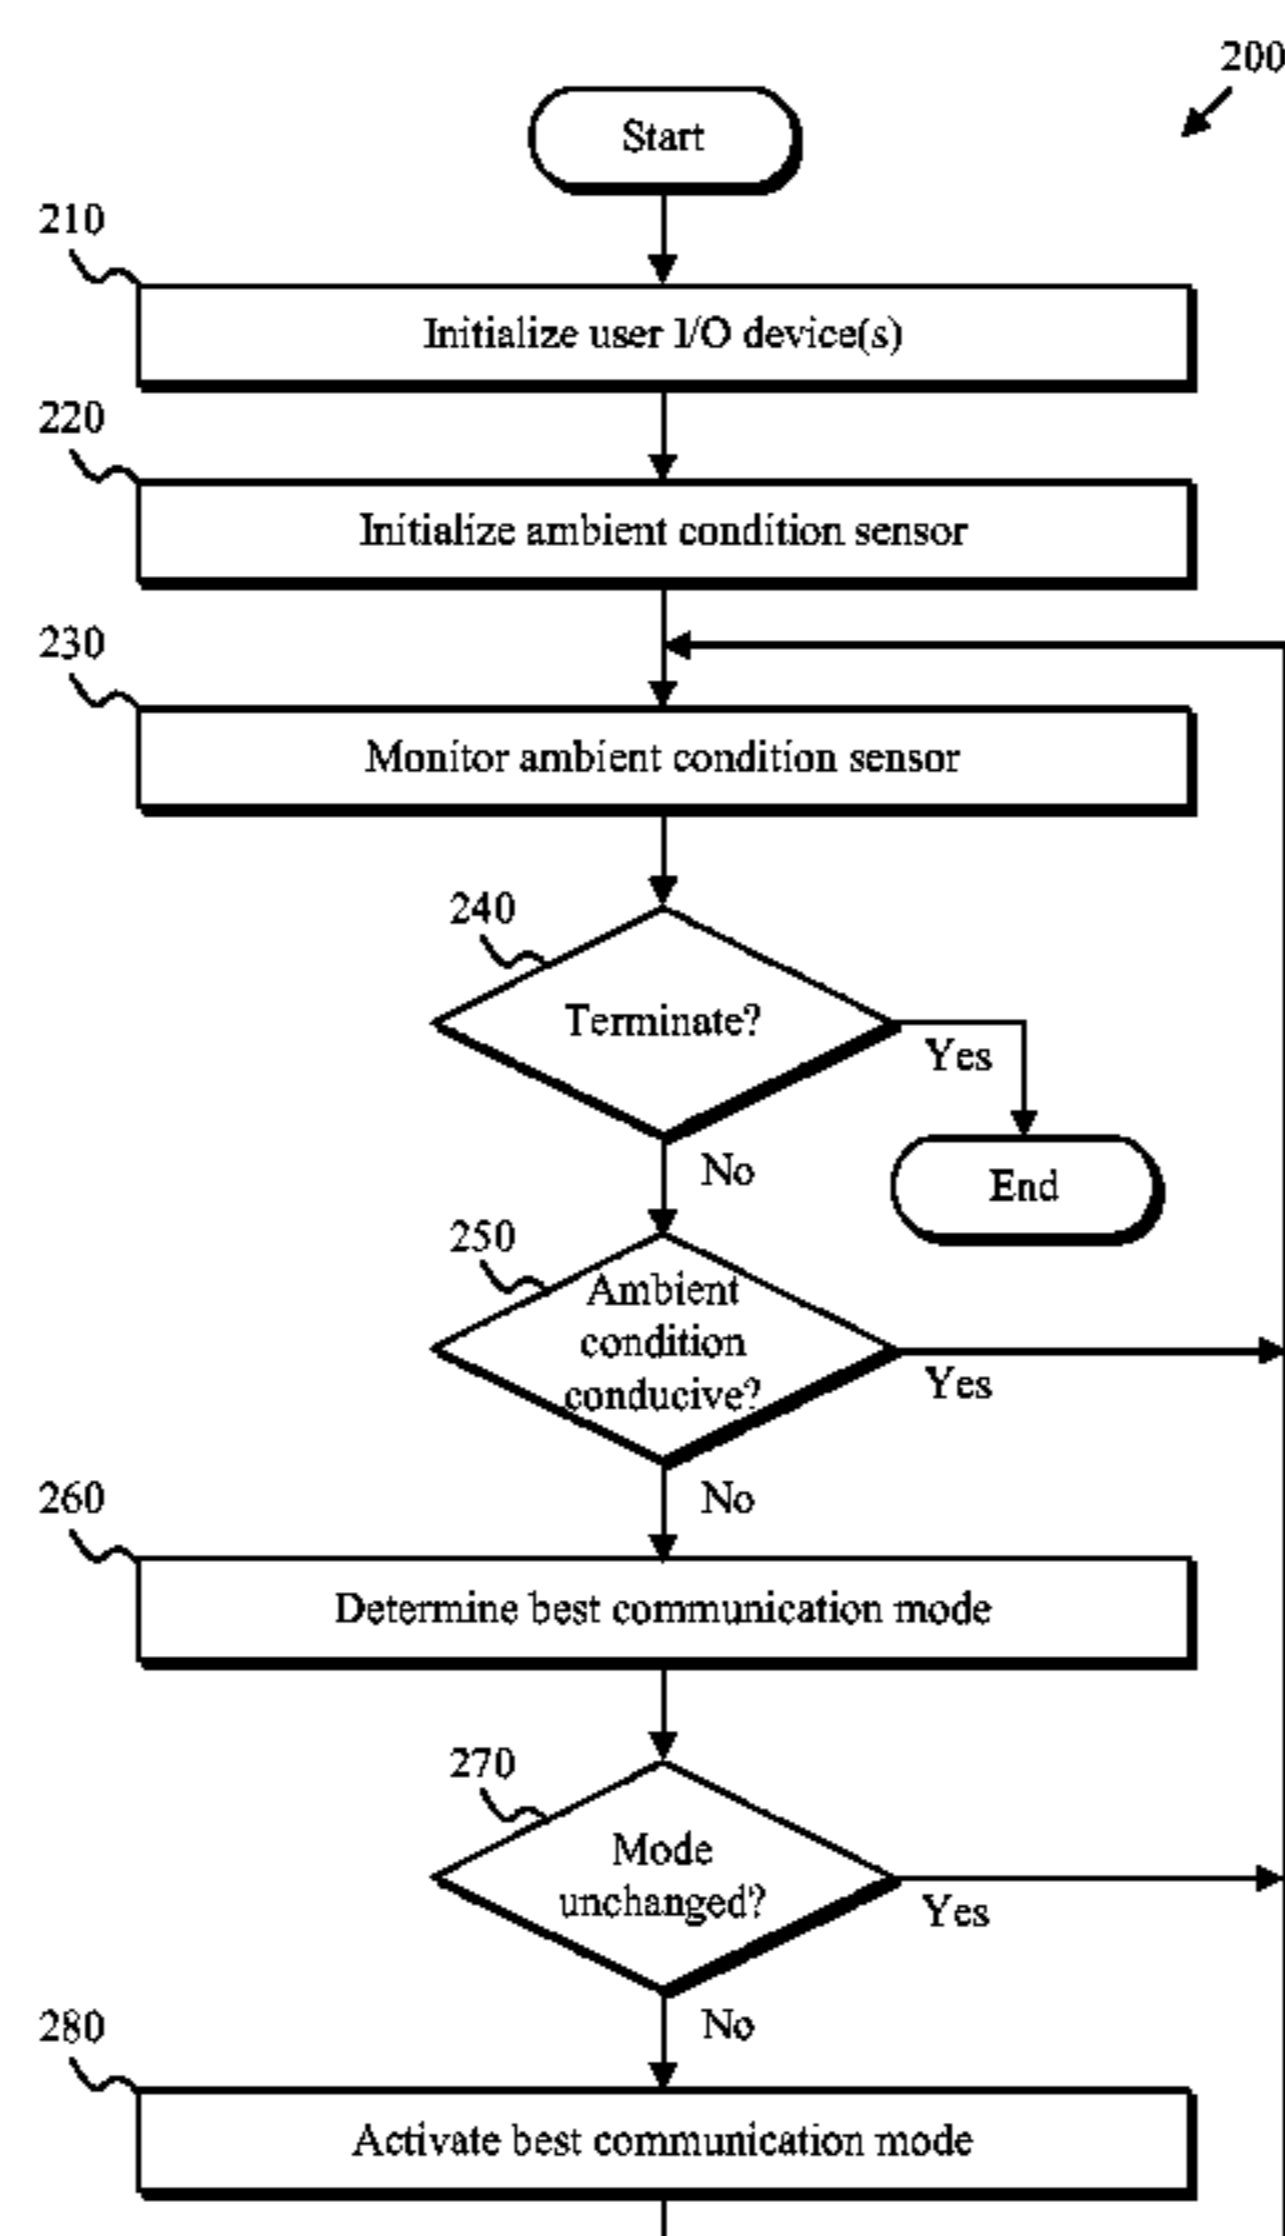 200
Start
210
Initialize user I/O device(s)
220
Initialize ambient condition sensor
230
Monitor ambient condition sensor
240
Terminate?
Yes
No
End
250
Ambient
condition
conducive?
Yes
No
260
Determine best communication mode
270
Mode
unchanged?
Yes
No
280
Activate best communication mode